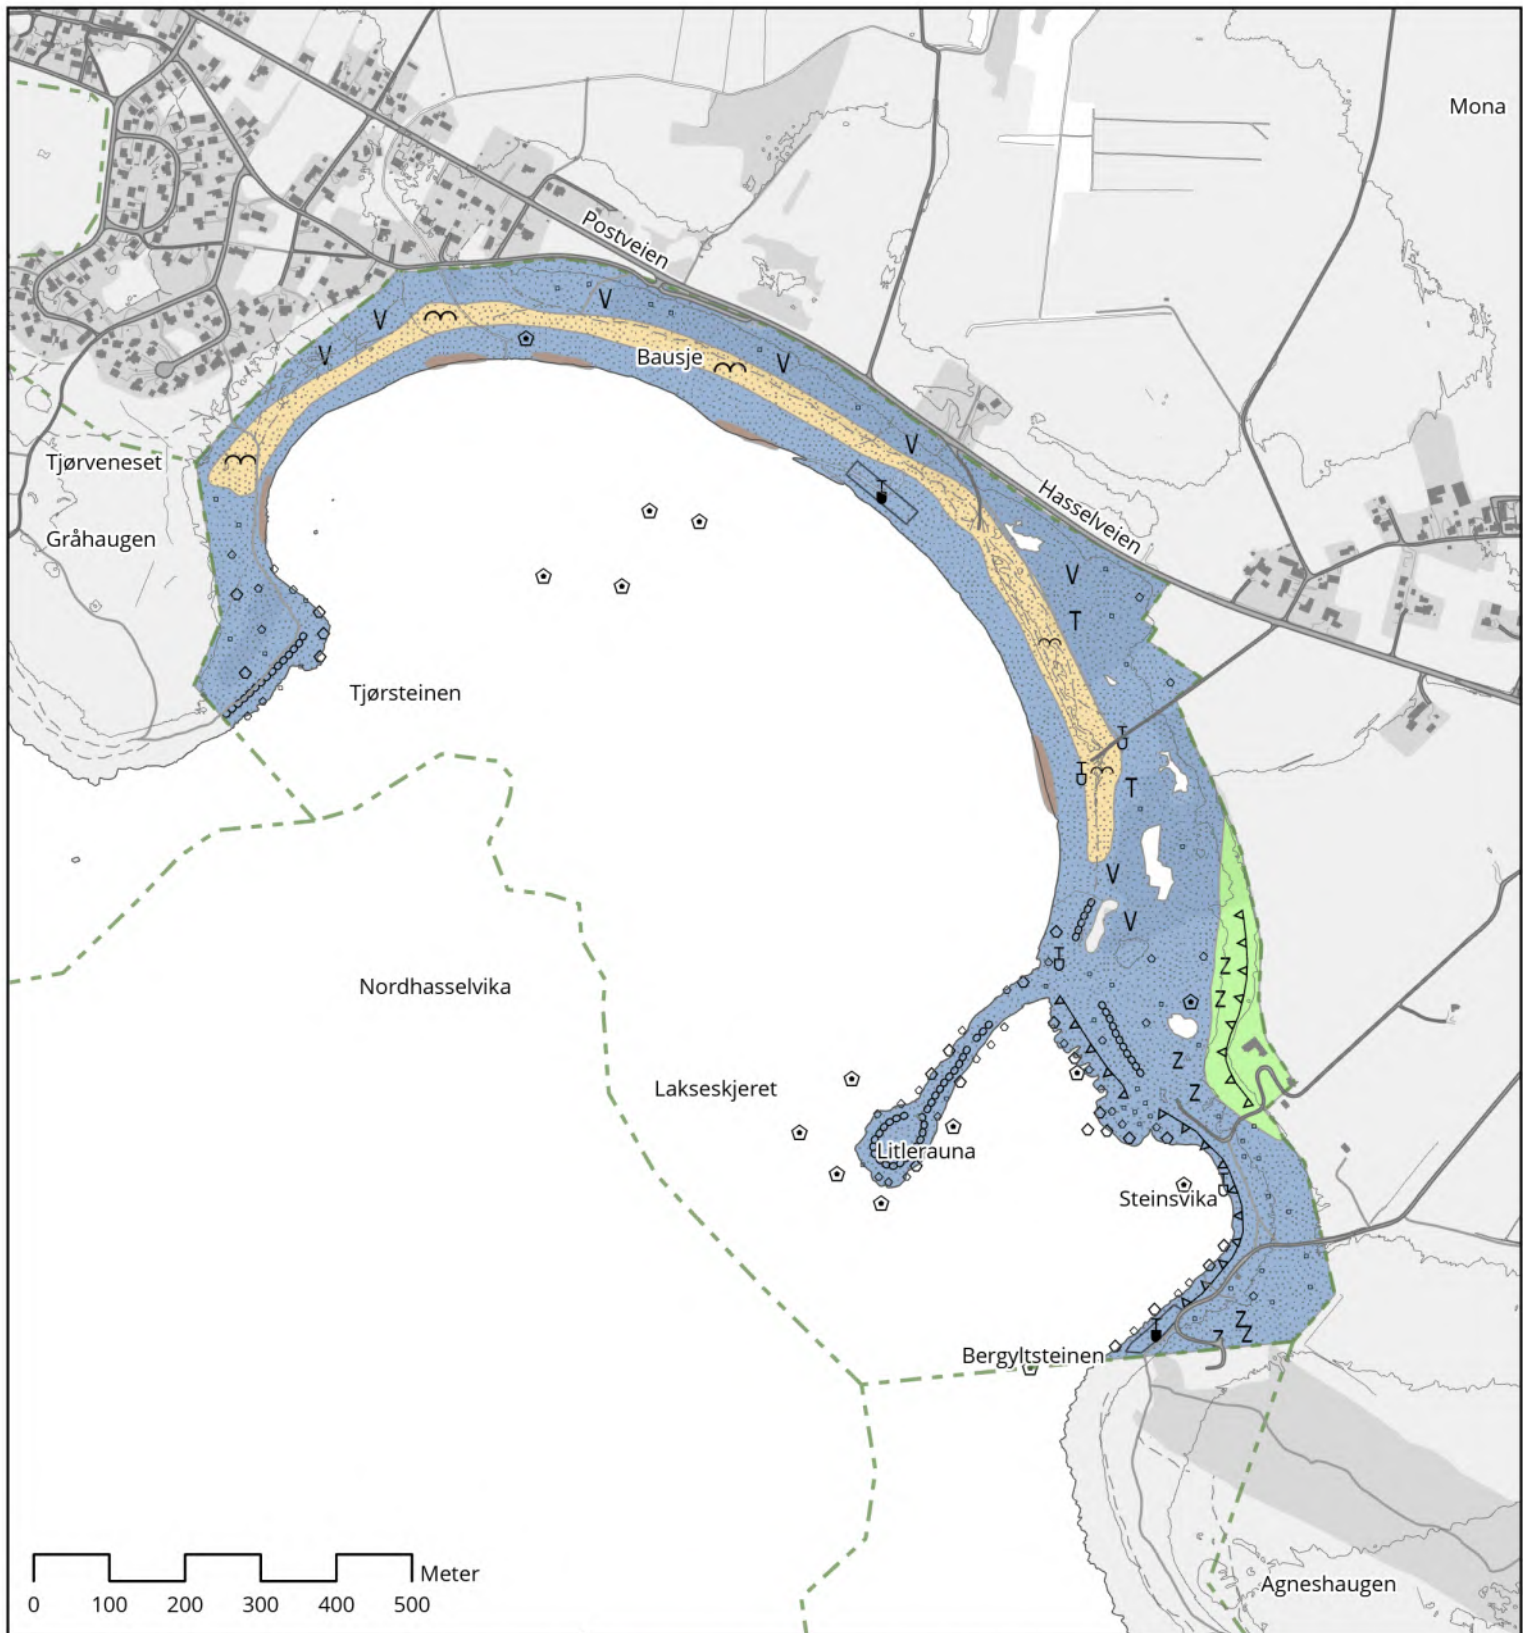 Mona
Postveien
Bausje
Tjørveneset
Hasselveien
Gråhaugen
Tjørsteinen
Nordhasselvika
Lakseskjeret
Litlerauna
Steinsvika
Bergyltsteinen
Agneshaugen
Meter
0 100 200 300 400 500